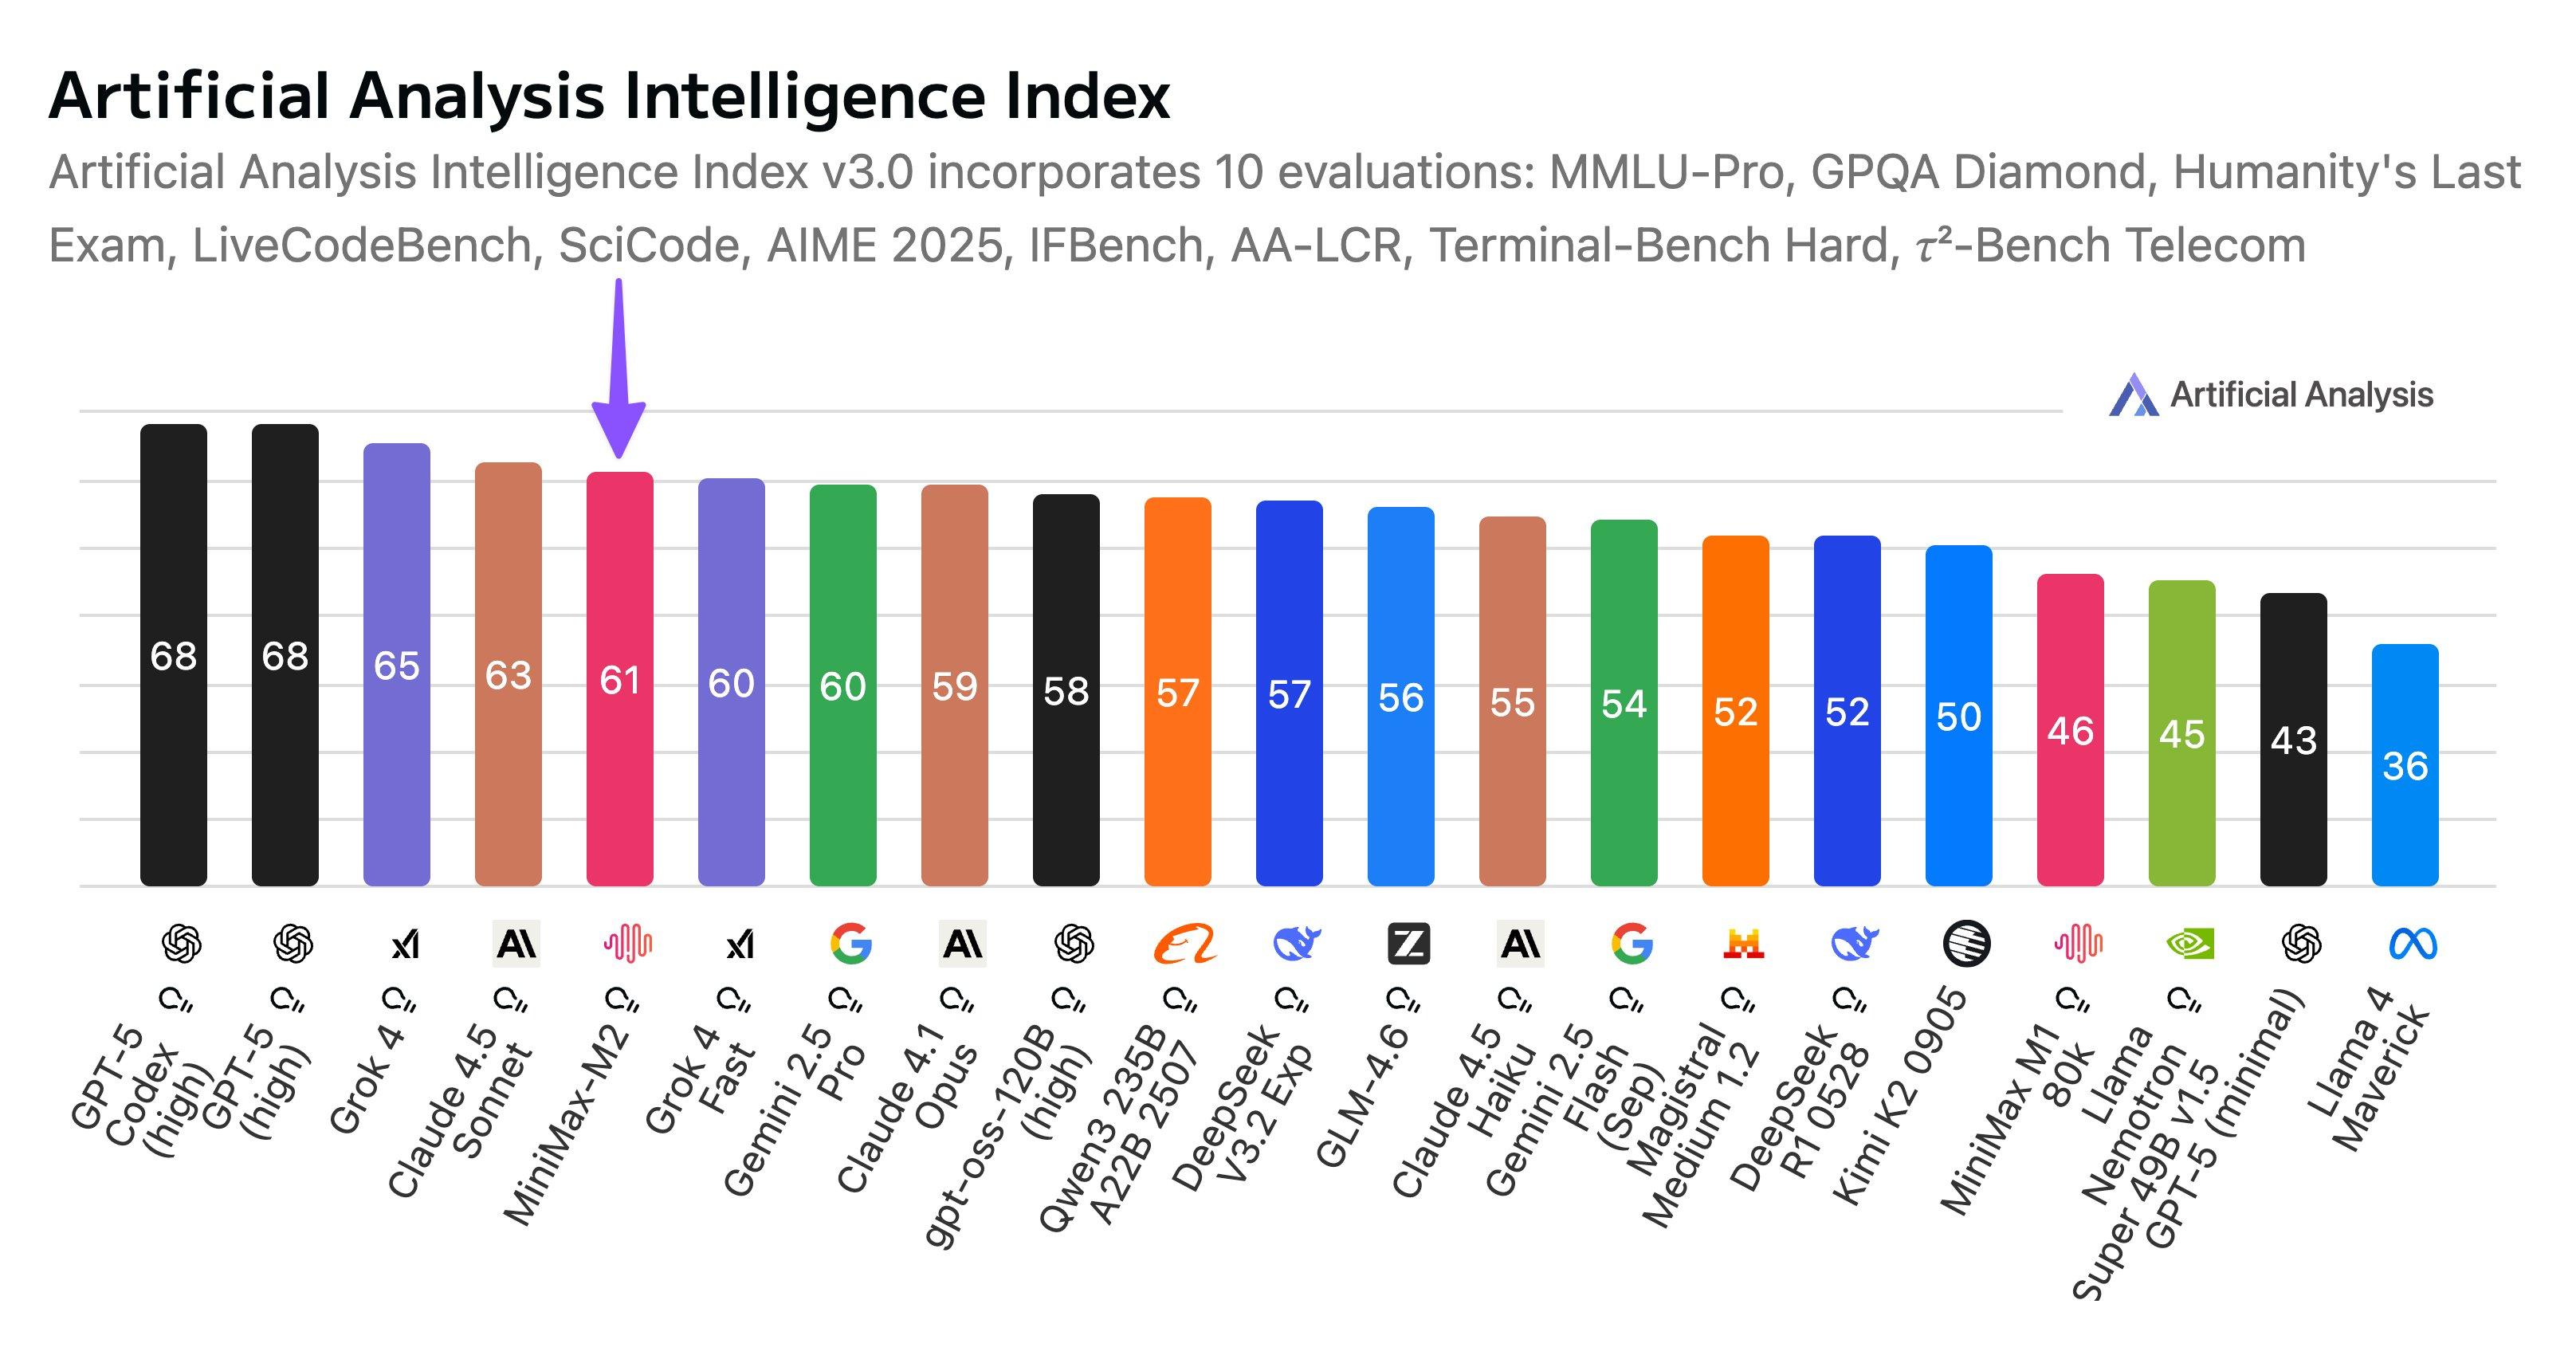 Artificial Analysis Intelligence Index
Artificial Analysis Intelligence Index v3.0 incorporates 10 evaluations: MMLU-Pro, GPQA Diamond, Humanity's Last
Exam, LiveCodeBench, SciCode, AIME 2025, IFBench, AA-LCR, Terminal-Bench Hard, τ²-Bench Telecom
Artificial Analysis
68
68
65
63
61
60
60
59
58
57
57
56
55
54
52
52
50
46
45
43
36
GPT-5
Codex
(high)
GPT-5
(high)
Grok 4
Claude 4.5
Sonnet
MiniMax-M2
Grok 4
Fast
Gemini 2.5
Pro
Claude 4.1
Opus
gpt-oss-120B
(high)
Qwen3 235B
A22B 2507
DeepSeek
V3.2 Exp
GLM-4.6
Claude 4.5
Haiku
Gemini 2.5
Flash
(Sep)
Magistral
Medium 1.2
DeepSeek
R1 0528
Kimi K2 0905
MiniMax M1
80k
Llama
Nemotron
Super 49B v1.5
GPT-5 (minimal)
Llama 4
Maverick